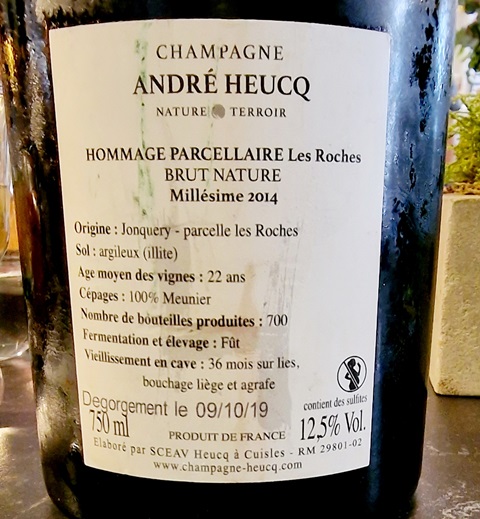 CHAMPAGNE
ANDRÉ HEUCQ
NATURE TERROIR
HOMMAGE PARCELLAIRE Les Roches
BRUT NATURE
Millésime 2014
Origine : Jonquery - parcelle les Roches
Sol : argileux (illite)
Age moyen des vignes : 22 ans
Cépages : 100% Meunier
Nombre de bouteilles produites : 700
Fermentation et élevage : Fût
Vieillissement en cave : 36 mois sur lies,
bouchage liège et agrafe
Degorgement le 09/10/19
contient des sulfites
750 ml PRODUIT DE FRANCE 12,5% Vol.
Elaboré par SCEAV Heucq à Cuisles - RM 29801-02
www.champagne-heucq.com